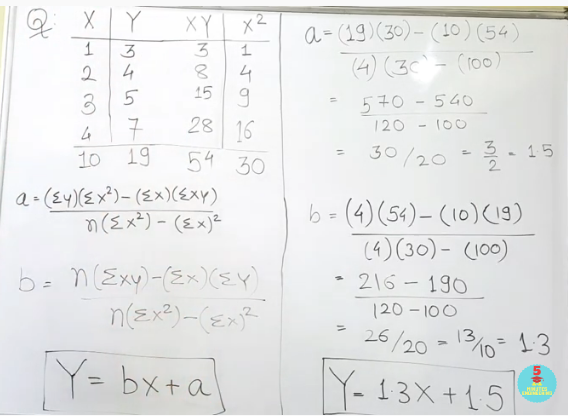 Q:
X Y XY X²
1 3 3 1
2 4 8 4
3 5 15 9
4 7 28 16
10 19 54 30
a = (Σy)(Σx²) - (Σx)(Σxy)
n(Σx²) - (Σx)²
b = n(Σxy) - (Σx)(Σy)
n(Σx²) - (Σx)²
Y = bx + a
a = (19)(30) - (10)(54)
(4)(30) - (100)
= 570 - 540
120 - 100
= 30/20 = 3/2 = 1.5
b = (4)(54) - (10)(19)
(4)(30) - (100)
= 216 - 190
120 - 100
= 26/20 = 13/10 = 1.3
Y = 1.3X + 1.5
5
MINUTES
ENGINEERING